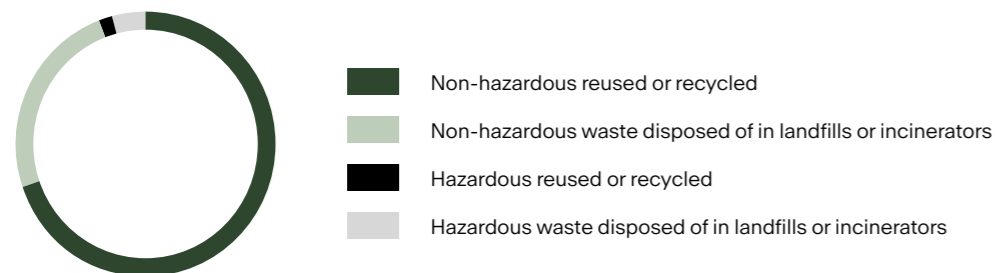 Non-hazardous reused or recycled
Non-hazardous waste disposed of in landfills or incinerators
Hazardous reused or recycled
Hazardous waste disposed of in landfills or incinerators